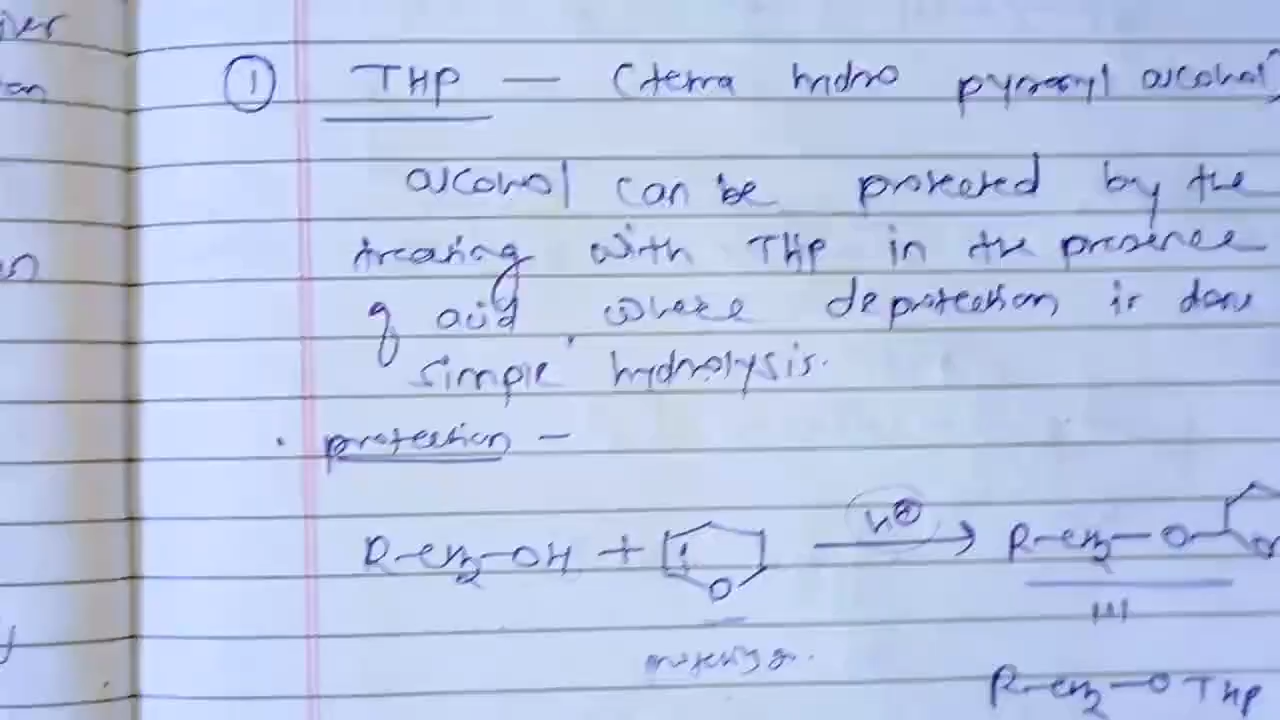 ① THP — (tetra hydro pyranyl alcohol)
alcohol can be protected by the
treating with THP in the presence
of acid where deprotection is done
simple hydrolysis.
• protection —
R-CH2-OH + O H⊕ → R-CH2-O- O
R-CH2-O THP